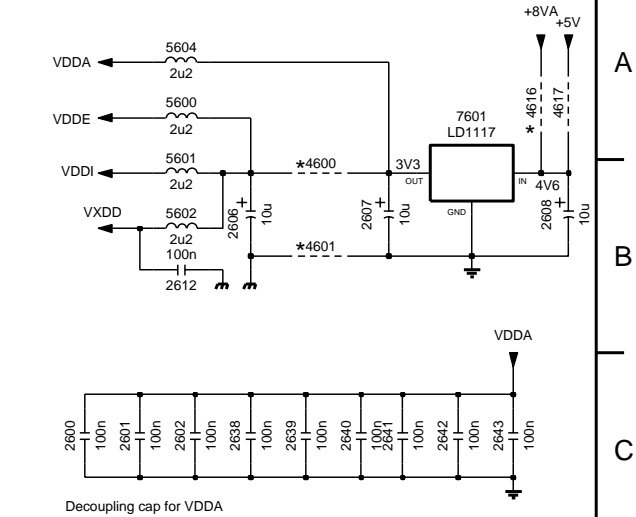 +8VA
+5V
A
5604
VDDA
2u2
5600
VDDE
2u2
4616
4617
*
7601
LD1117
5601
VDDI
2u2
*4600
3V3
OUT
IN
4V6
VXDD
5602
2u2
100n
2612
2606
+
10u
2607
+
10u
GND
2608
+
10u
*4601
B
VDDA
2600
100n
2601
100n
2602
100n
2638
100n
2639
100n
2640
100n
2641
100n
2642
100n
2643
100n
C
Decoupling cap for VDDA